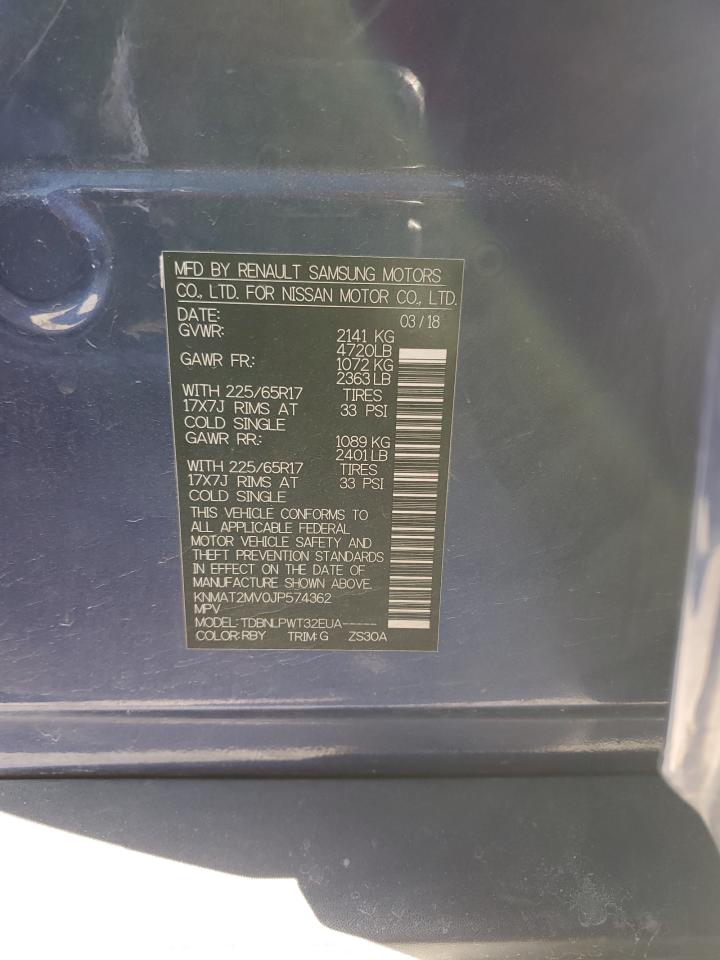 MFD BY RENAULT SAMSUNG MOTORS
CO., LTD. FOR NISSAN MOTOR CO., LTD.
DATE: 03/18
GVWR: 2141 KG
4720LB
GAWR FR.: 1072 KG
2363 LB
WITH 225/65R17 TIRES
17X7J RIMS AT 33 PSI
COLD SINGLE
GAWR RR.: 1089 KG
2401 LB
WITH 225/65R17 TIRES
17X7J RIMS AT 33 PSI
COLD SINGLE
THIS VEHICLE CONFORMS TO
ALL APPLICABLE FEDERAL
MOTOR VEHICLE SAFETY AND
THEFT PREVENTION STANDARDS
IN EFFECT ON THE DATE OF
MANUFACTURE SHOWN ABOVE.
KNMAT2MV0JP574362
MPV
MODEL: TDBNLPWT32EUA------
COLOR: RBY TRIM: G ZS30A